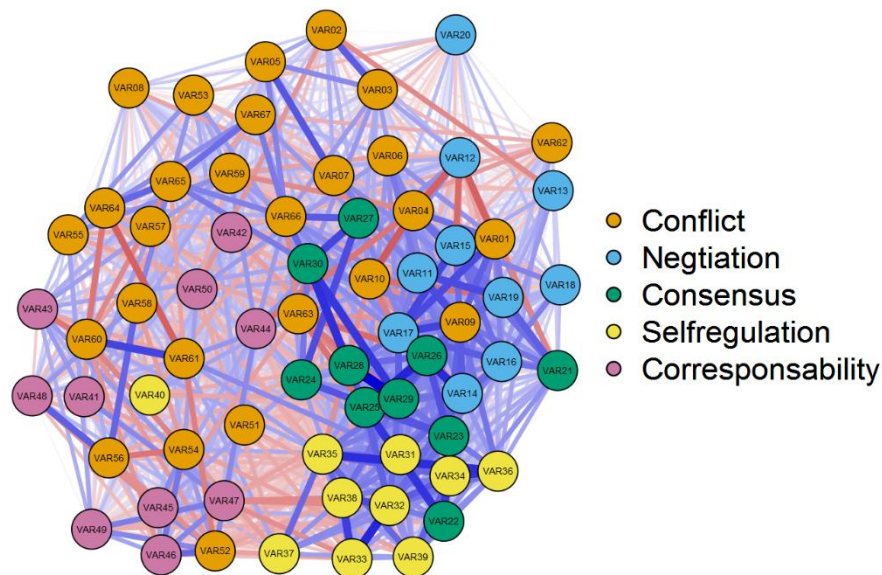 VAR02
VAR20
VAR05
VAR08
VAR03
VAR53
VAR67
VAR62
VAR06
VAR12
VAR59
VAR07
VAR65
VAR13
VAR64
VAR04
VAR66
VAR27
VAR57
VAR55
VAR42
VAR01
VAR15
VAR30
VAR11
VAR10
VAR18
VAR50
VAR19
VAR58
VAR43
VAR63
VAR44
VAR09
VAR17
VAR60
VAR61
VAR26
VAR16
VAR28
VAR21
VAR24
VAR40
VAR48
VAR41
VAR14
VAR29
VAR25
VAR51
VAR23
VAR54
VAR35
VAR31
VAR56
VAR36
VAR34
VAR38
VAR47
VAR32
VAR45
VAR22
VAR49
VAR52
VAR46
VAR37
VAR33
VAR39
Conflict
Negtiation
Consensus
Selfregulation
Corresponsability